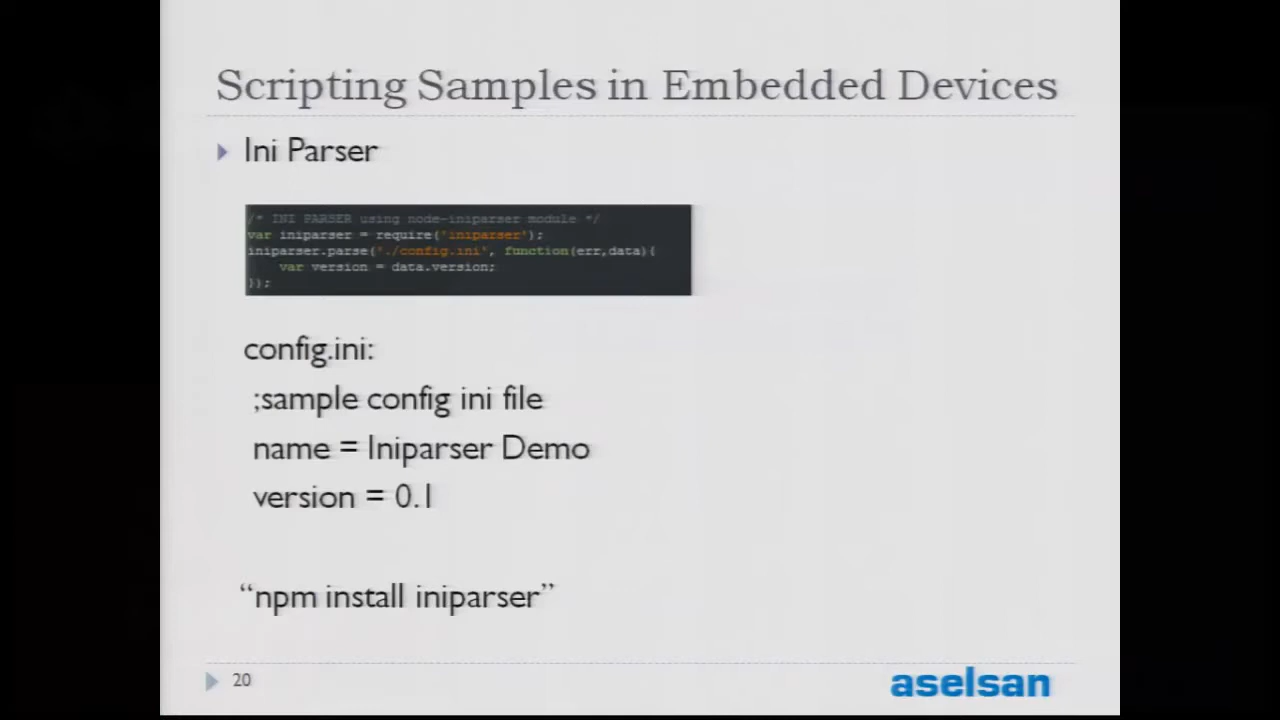 Scripting Samples in Embedded Devices
Ini Parser
/* INI PARSER using node-iniparser module */
var iniparser = require('iniparser');
iniparser.parse('./config.ini', function(err,data){
var version = data.version;
});
config.ini:
;sample config ini file
name = Iniparser Demo
version = 0.1
“npm install iniparser”
20
aselsan